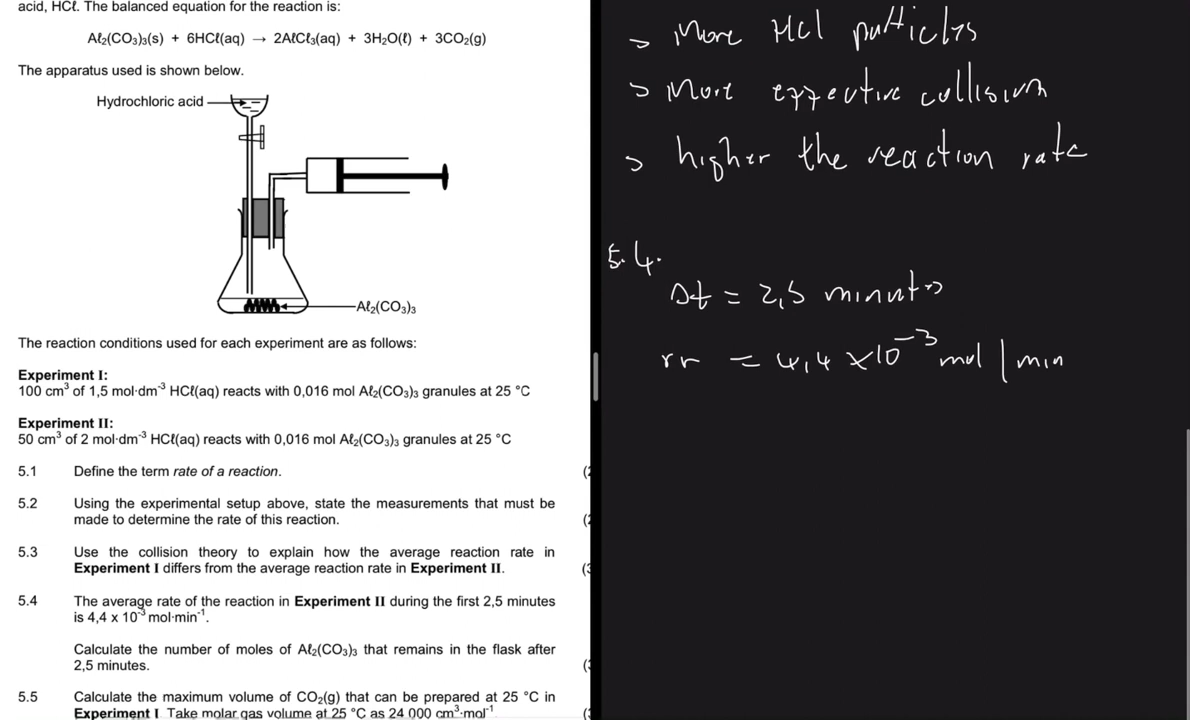 acid, HCℓ. The balanced equation for the reaction is:
Aℓ₂(CO₃)₃(s) + 6HCℓ(aq) → 2AℓCℓ₃(aq) + 3H₂O(ℓ) + 3CO₂(g)
The apparatus used is shown below.
Hydrochloric acid
Aℓ₂(CO₃)₃
The reaction conditions used for each experiment are as follows:
Experiment I:
100 cm³ of 1,5 mol·dm⁻³ HCℓ(aq) reacts with 0,016 mol Aℓ₂(CO₃)₃ granules at 25 °C
Experiment II:
50 cm³ of 2 mol·dm⁻³ HCℓ(aq) reacts with 0,016 mol Aℓ₂(CO₃)₃ granules at 25 °C
5.1 Define the term rate of a reaction. (2
5.2 Using the experimental setup above, state the measurements that must be
made to determine the rate of this reaction. (2
5.3 Use the collision theory to explain how the average reaction rate in
Experiment I differs from the average reaction rate in Experiment II. (3
5.4 The average rate of the reaction in Experiment II during the first 2,5 minutes
is 4,4 x 10⁻³ mol·min⁻¹.
Calculate the number of moles of Aℓ₂(CO₃)₃ that remains in the flask after
2,5 minutes. (3
5.5 Calculate the maximum volume of CO₂(g) that can be prepared at 25 °C in
Experiment I. Take molar gas volume at 25 °C as 24 000 cm³·mol⁻¹ (
> More HCl particles
> More effective collision
> higher the reaction rate
5.4.
Δt = 2,5 minutes
rr = 4,4 ×10⁻³ mol / min